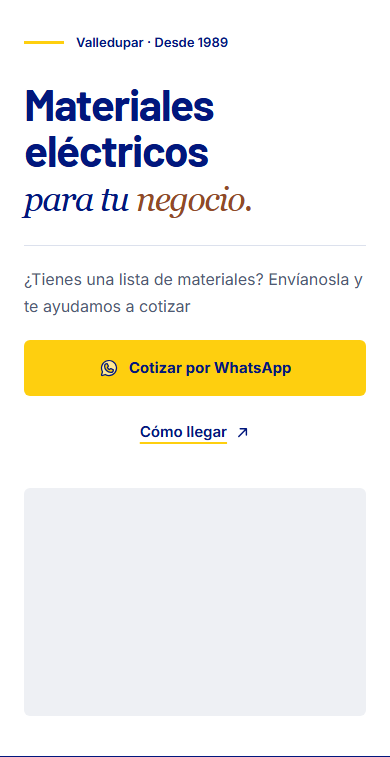 Valledupar · Desde 1989
Materiales
eléctricos
para tu negocio.
¿Tienes una lista de materiales? Envíanosla y
te ayudamos a cotizar
Cotizar por WhatsApp
Cómo llegar